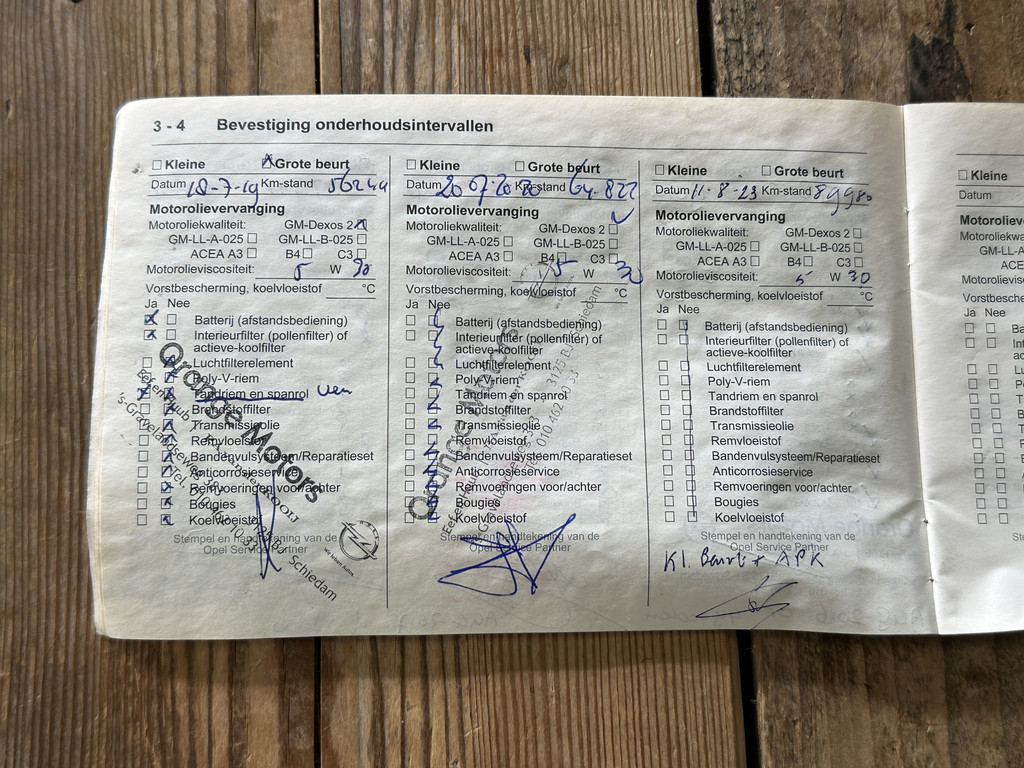 3 - 4 Bevestiging onderhoudsintervallen
☐ Kleine ☒ Grote beurt
Datum 18-7-19 Km-stand 56244
Motorolievervanging
Motoroliekwaliteit: GM-Dexos 2 ☒
GM-LL-A-025 ☐ GM-LL-B-025 ☐
ACEA A3 ☐ B4 ☐ C3 ☐
Motorolieviscositeit: 5 W 30
Vorstbescherming, koelvloeistof °C
Ja Nee
Batterij (afstandsbediening)
Interieurfilter (pollenfilter) of
actieve-koolfilter
Luchtfilterelement
Poly-V-riem
Tandriem en spanrol
Brandstoffilter
Transmissieolie
Remvloeistof
Bandenvulsysteem/Reparatieset
Anticorrosieservice
Remvoeringen voor/achter
Bougies
Koelvloeistof
Stempel en handtekening van de
Opel Service Partner
Orange Motors
Schiedam
☐ Kleine ☐ Grote beurt
Datum 20 07-2020 Km-stand 64.822
Motorolievervanging
Motoroliekwaliteit: GM-Dexos 2 ☐
GM-LL-A-025 ☐ GM-LL-B-025 ☐
ACEA A3 ☐ B4 ☐ C3 ☐
Motorolieviscositeit: 5 W 30
Vorstbescherming, koelvloeistof °C
Ja Nee
Batterij (afstandsbediening)
Interieurfilter (pollenfilter) of
actieve-koolfilter
Luchtfilterelement
Poly-V-riem
Tandriem en spanrol
Brandstoffilter
Transmissieolie
Remvloeistof
Bandenvulsysteem/Reparatieset
Anticorrosieservice
Remvoeringen voor/achter
Bougies
Koelvloeistof
Stempel en handtekening van de
Opel Service Partner
Orange Motors
Schiedam
☐ Kleine ☐ Grote beurt
Datum 11-8-23 Km-stand 89980
Motorolievervanging
Motoroliekwaliteit: GM-Dexos 2 ☐
GM-LL-A-025 ☐ GM-LL-B-025 ☐
ACEA A3 ☐ B4 ☐ C3 ☐
Motorolieviscositeit: 5 W 30
Vorstbescherming, koelvloeistof °C
Ja Nee
Batterij (afstandsbediening)
Interieurfilter (pollenfilter) of
actieve-koolfilter
Luchtfilterelement
Poly-V-riem
Tandriem en spanrol
Brandstoffilter
Transmissieolie
Remvloeistof
Bandenvulsysteem/Reparatieset
Anticorrosieservice
Remvoeringen voor/achter
Bougies
Koelvloeistof
Stempel en handtekening van de
Opel Service Partner
Kl. Beurt + APK
☐ Kleine
Datum
Ja Nee